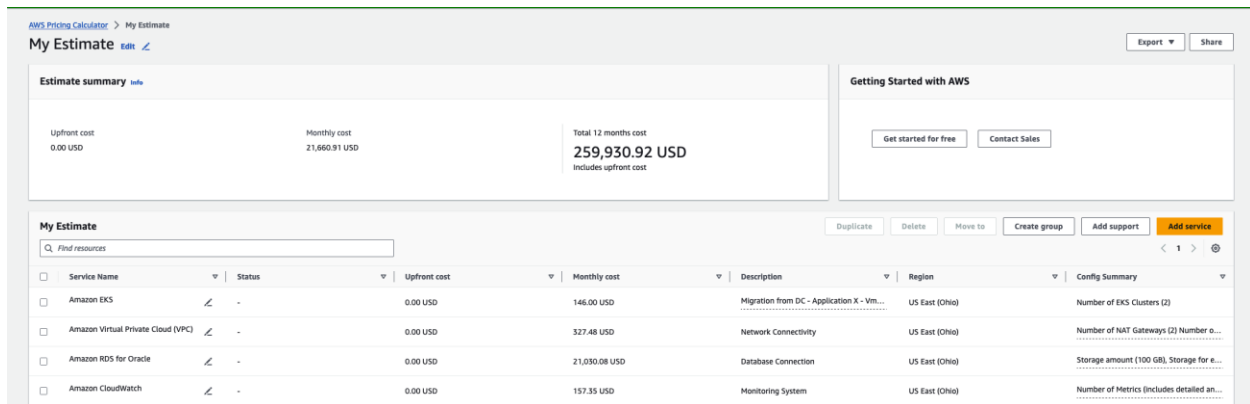 AWS Pricing Calculator > My Estimate
My Estimate Edit
Export Share
Estimate summary Info
Getting Started with AWS
Upfront cost Monthly cost Total 12 months cost
0.00 USD 21,660.91 USD 259,930.92 USD
Includes upfront cost
Get started for free Contact Sales
My Estimate Duplicate Delete Move to Create group Add support Add service
Find resources < 1 >
Service Name Status Upfront cost Monthly cost Description Region Config Summary
Amazon EKS - 0.00 USD 146.00 USD Migration from DC - Application X - Vm... US East (Ohio) Number of EKS Clusters (2)
Amazon Virtual Private Cloud (VPC) - 0.00 USD 327.48 USD Network Connectivity US East (Ohio) Number of NAT Gateways (2) Number o...
Amazon RDS for Oracle - 0.00 USD 21,030.08 USD Database Connection US East (Ohio) Storage amount (100 GB), Storage for e...
Amazon CloudWatch - 0.00 USD 157.35 USD Monitoring System US East (Ohio) Number of Metrics (includes detailed an...